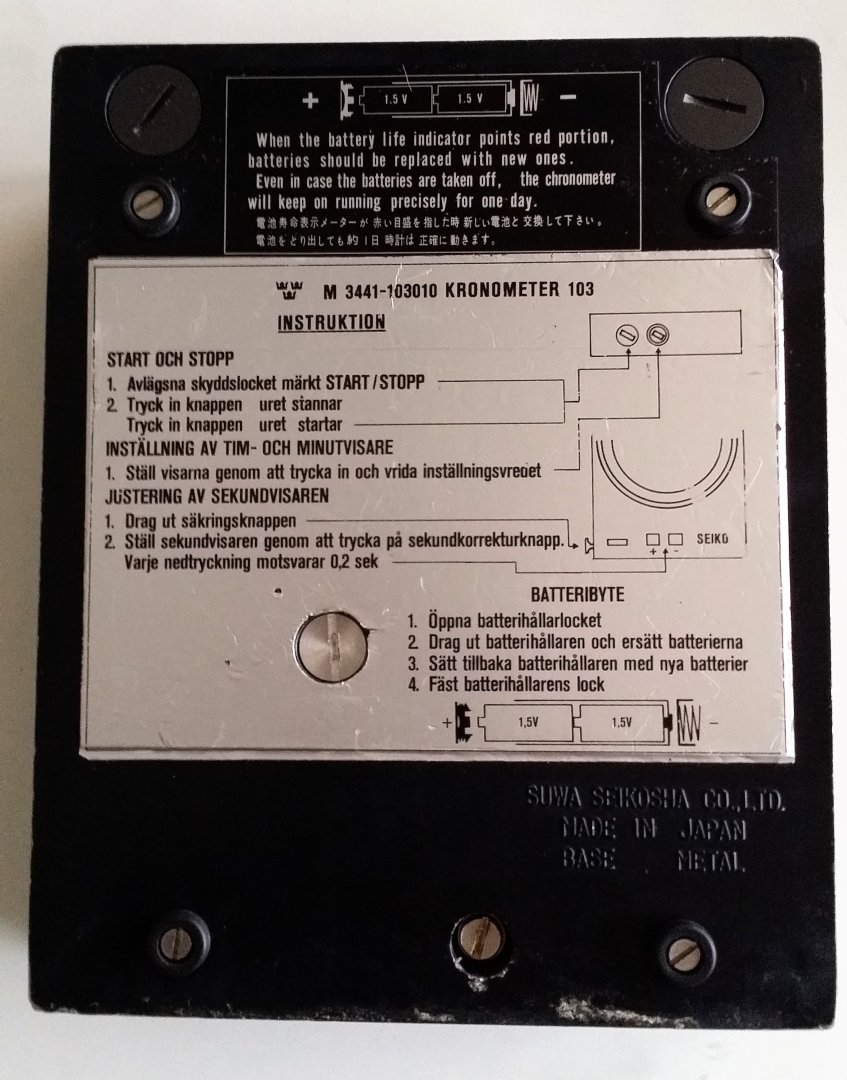 + 1.5 V 1.5 V −
When the battery life indicator points red portion,
batteries should be replaced with new ones.
Even in case the batteries are taken off, the chronometer
will keep on running precisely for one day.
電池寿命表示メーターが赤い目盛を指した時新しい電池と交換して下さい。
電池をとり出しても約1日時計は正確に動きます。
M 3441-103010 KRONOMETER 103
INSTRUKTION
START OCH STOPP
1. Avlägsna skyddslocket märkt START/STOPP
2. Tryck in knappen uret stannar
Tryck in knappen uret startar
INSTÄLLNING AV TIM- OCH MINUTVISARE
1. Ställ visarna genom att trycka in och vrida inställningsvredet
JUSTERING AV SEKUNDVISAREN
1. Drag ut säkringsknappen
2. Ställ sekundvisaren genom att trycka på sekundkorrekturknapp.
Varje nedtryckning motsvarar 0,2 sek
SEIKO
+ −
BATTERIBYTE
1. Öppna batterihållarlocket
2. Drag ut batterihållaren och ersätt batterierna
3. Sätt tillbaka batterihållaren med nya batterier
4. Fäst batterihållarens lock
+ 1,5V 1.5V −
SUWA SEIKOSHA CO.,LTD.
MADE IN JAPAN
BASE METAL